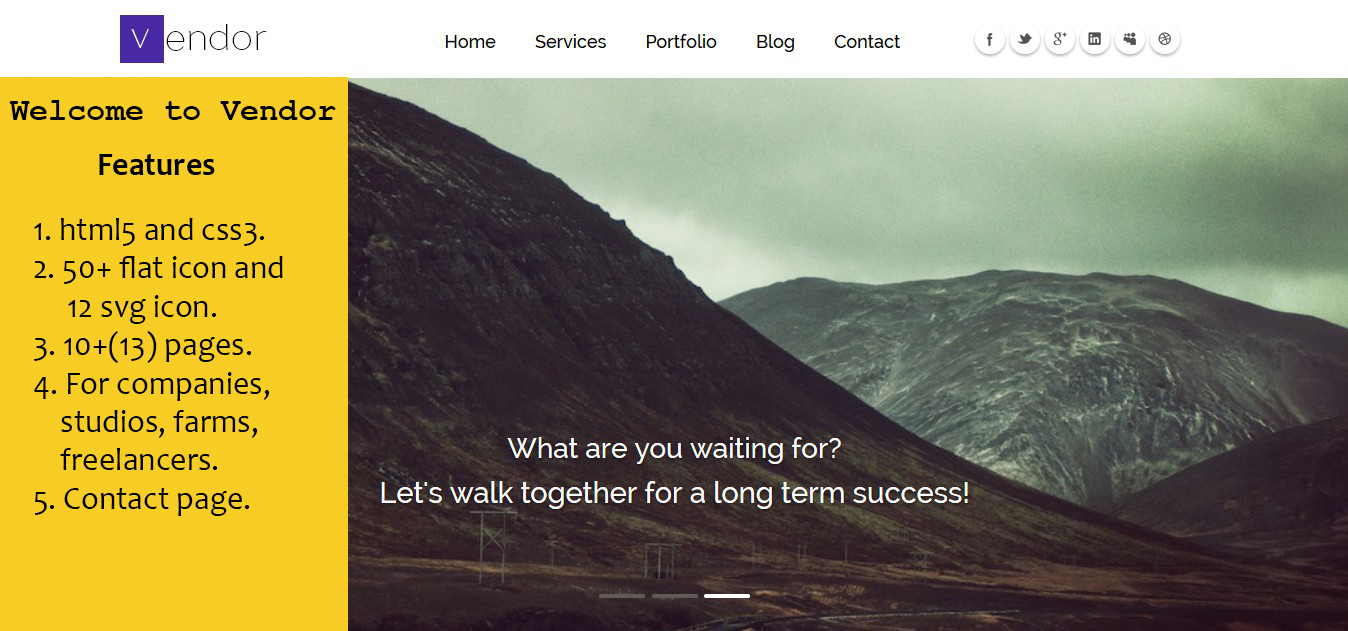 Vendor
Home Services Portfolio Blog Contact
Welcome to Vendor
Features
1. html5 and css3.
2. 50+ flat icon and
12 svg icon.
3. 10+(13) pages.
4. For companies,
studios, farms,
freelancers.
5. Contact page.
What are you waiting for?
Let's walk together for a long term success!